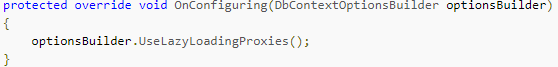 protected override void OnConfiguring(DbContextOptionsBuilder optionsBuilder)
{
    optionsBuilder.UseLazyLoadingProxies();
}